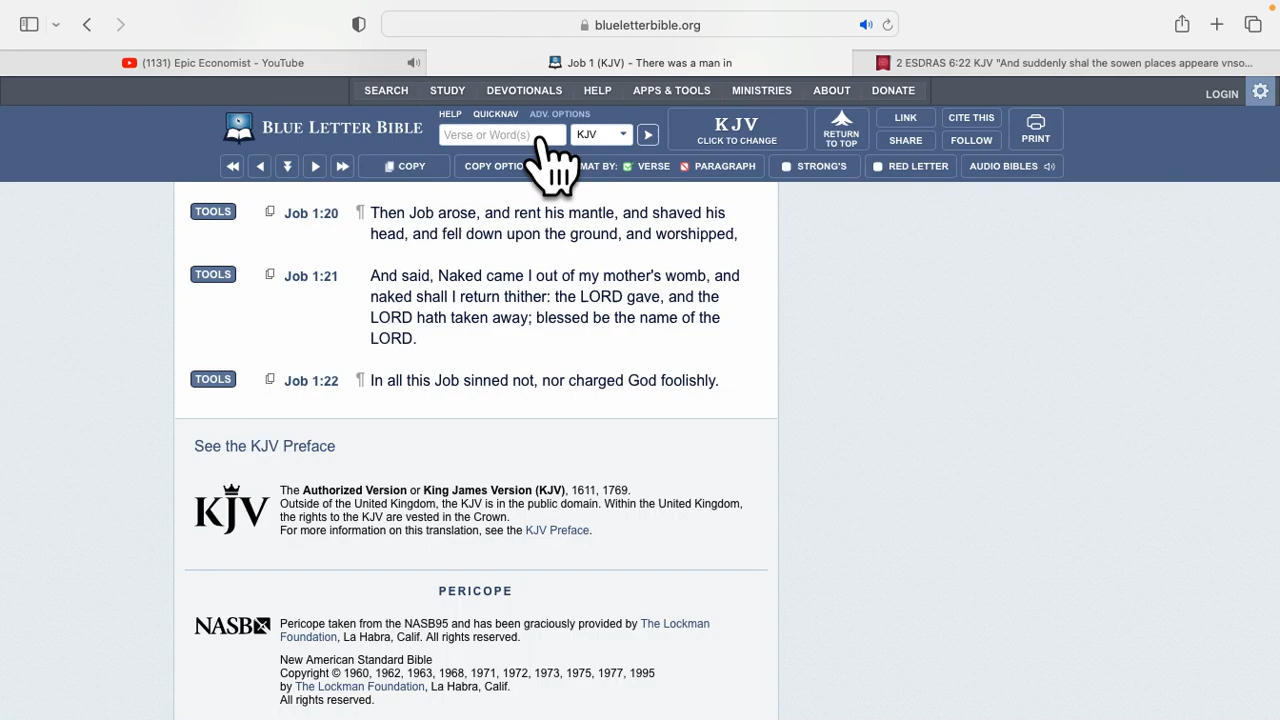 blueletterbible.org
(1131) Epic Economist - YouTube
Job 1 (KJV) – There was a man in
2 ESDRAS 6:22 KJV "And suddenly shal the sowen places appeare vnso...
SEARCH STUDY DEVOTIONALS HELP APPS & TOOLS MINISTRIES ABOUT DONATE
LOGIN
BLUE LETTER BIBLE
HELP QUICKNAV ADV. OPTIONS
Verse or Word(s)
KJV
KJV
CLICK TO CHANGE
RETURN
TO TOP
LINK
CITE THIS
SHARE
FOLLOW
PRINT
COPY
COPY
VERSE
PARAGRAPH
STRONG'S
RED LETTER
AUDIO BIBLES
TOOLS Job 1:20 ¶ Then Job arose, and rent his mantle, and shaved his
head, and fell down upon the ground, and worshipped,
TOOLS Job 1:21 And said, Naked came I out of my mother's womb, and
naked shall I return thither: the LORD gave, and the
LORD hath taken away; blessed be the name of the
LORD.
TOOLS Job 1:22 ¶ In all this Job sinned not, nor charged God foolishly.
See the KJV Preface
KJV
The Authorized Version or King James Version (KJV), 1611, 1769.
Outside of the United Kingdom, the KJV is in the public domain. Within the United Kingdom,
the rights to the KJV are vested in the Crown.
For more information on this translation, see the KJV Preface.
PERICOPE
NASB
Pericope taken from the NASB95 and has been graciously provided by The Lockman
Foundation, La Habra, Calif. All rights reserved.
New American Standard Bible
Copyright © 1960, 1962, 1963, 1968, 1971, 1972, 1973, 1975, 1977, 1995
by The Lockman Foundation, La Habra, Calif.
All rights reserved.